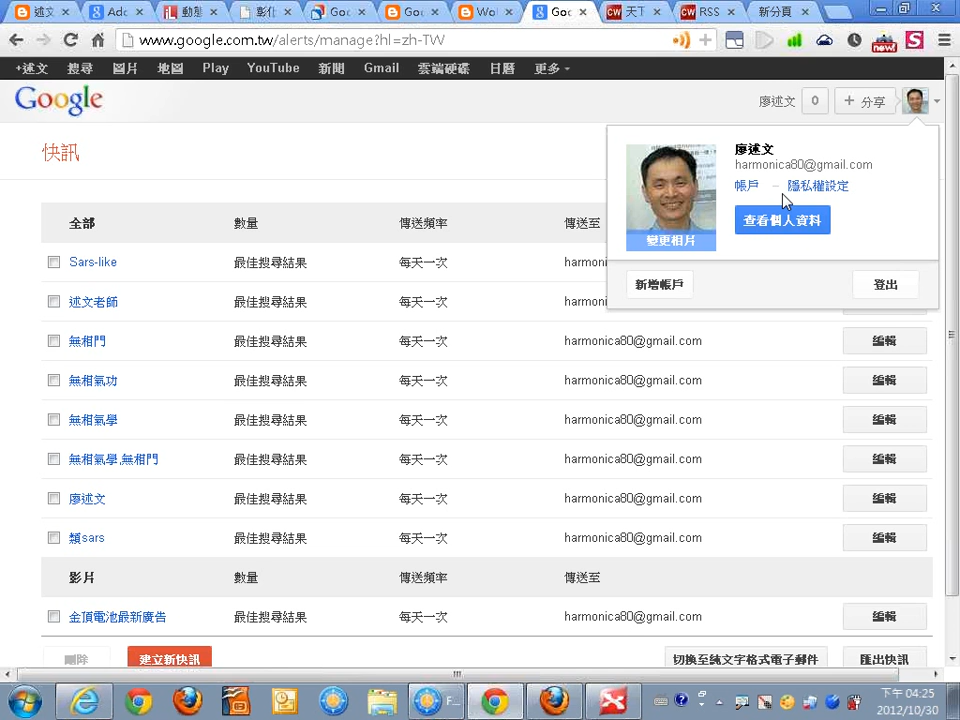 述文
Adc
動態
彰化
Goc
Goc
Wol
Goc
天下
RSS
新分頁
www.google.com.tw/alerts/manage?hl=zh-TW
now!
+述文 搜尋 圖片 地圖 Play YouTube 新聞 Gmail 雲端硬碟 日曆 更多
Google
廖述文 0 + 分享
快訊
廖述文
harmonica80@gmail.com
帳戶 – 隱私權設定
查看個人資料
變更相片
新增帳戶 登出
全部 數量 傳送頻率 傳送至
Sars-like 最佳搜尋結果 每天一次 harmoni
述文老師 最佳搜尋結果 每天一次 harmoni
無相門 最佳搜尋結果 每天一次 harmonica80@gmail.com 編輯
無相氣功 最佳搜尋結果 每天一次 harmonica80@gmail.com 編輯
無相氣學 最佳搜尋結果 每天一次 harmonica80@gmail.com 編輯
無相氣學,無相門 最佳搜尋結果 每天一次 harmonica80@gmail.com 編輯
廖述文 最佳搜尋結果 每天一次 harmonica80@gmail.com 編輯
類sars 最佳搜尋結果 每天一次 harmonica80@gmail.com 編輯
影片 數量 傳送頻率 傳送至
金頂電池最新廣告 最佳搜尋結果 每天一次 harmonica80@gmail.com 編輯
刪除 建立新快訊 切換至純文字格式電子郵件 匯出快訊
F...
下午 04:25
2012/10/30